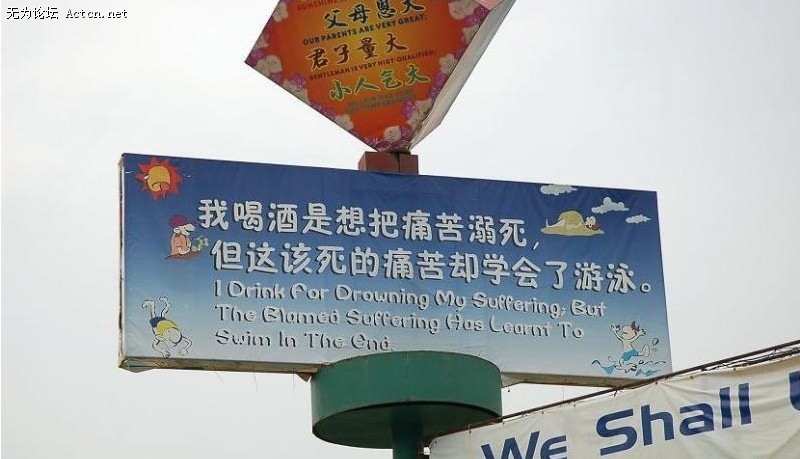 无为论坛 Actcn.net
父母恩大
OUR PARENTS ARE VERY GREAT;
君子量大
GENTLEMAN IS VERY HIGT-QUALIFIED;
小人气大
我喝酒是想把痛苦溺死，
但这该死的痛苦却学会了游泳。
I Drink For Drowning My Suffering, But
The Blamed Suffering Has Learnt To
Swim In The End.
We Shall